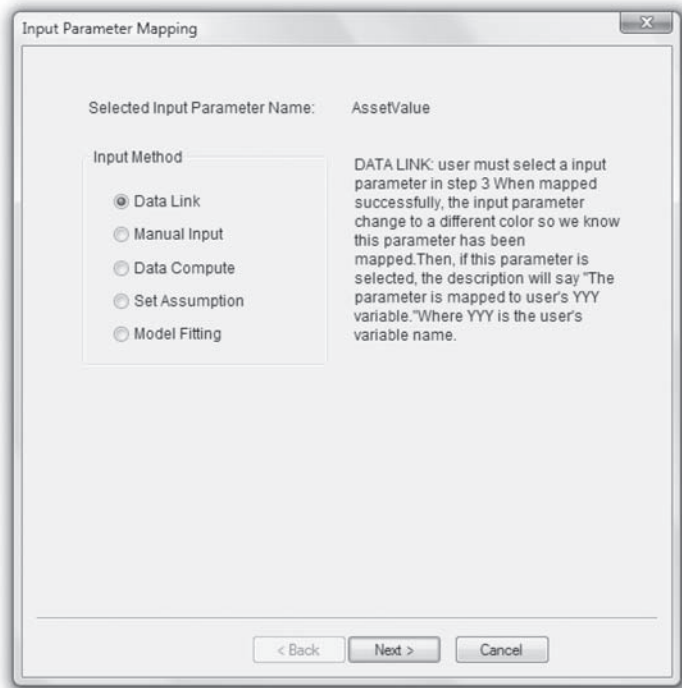 Input Parameter Mapping
Selected Input Parameter Name: AssetValue
Input Method
Data Link
Manual Input
Data Compute
Set Assumption
Model Fitting
DATA LINK: user must select a input
parameter in step 3 When mapped
successfully, the input parameter
change to a different color so we know
this parameter has been
mapped.Then, if this parameter is
selected, the description will say "The
parameter is mapped to user's YYY
variable."Where YYY is the user's
variable name.
< Back Next > Cancel